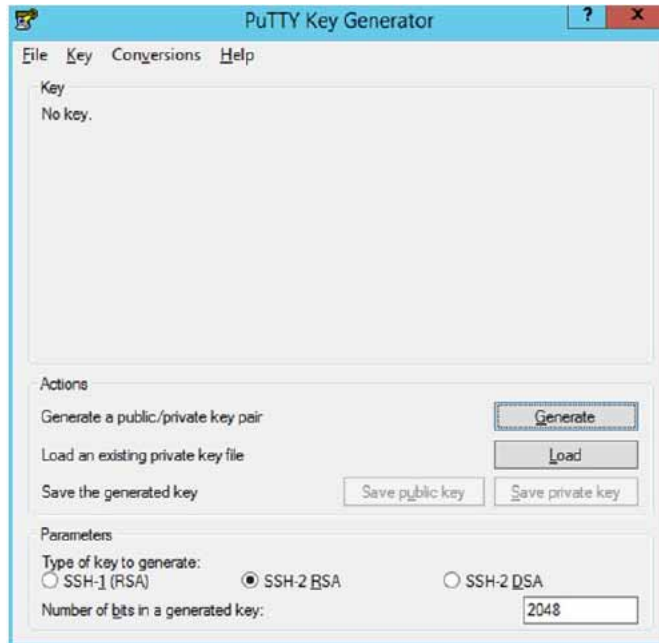 PuTTY Key Generator ? x
File Key Conversions Help
Key
No key.
Actions
Generate a public/private key pair Generate
Load an existing private key file Load
Save the generated key Save public key Save private key
Parameters
Type of key to generate:
SSH-1 (RSA) SSH-2 RSA SSH-2 DSA
Number of bits in a generated key: 2048